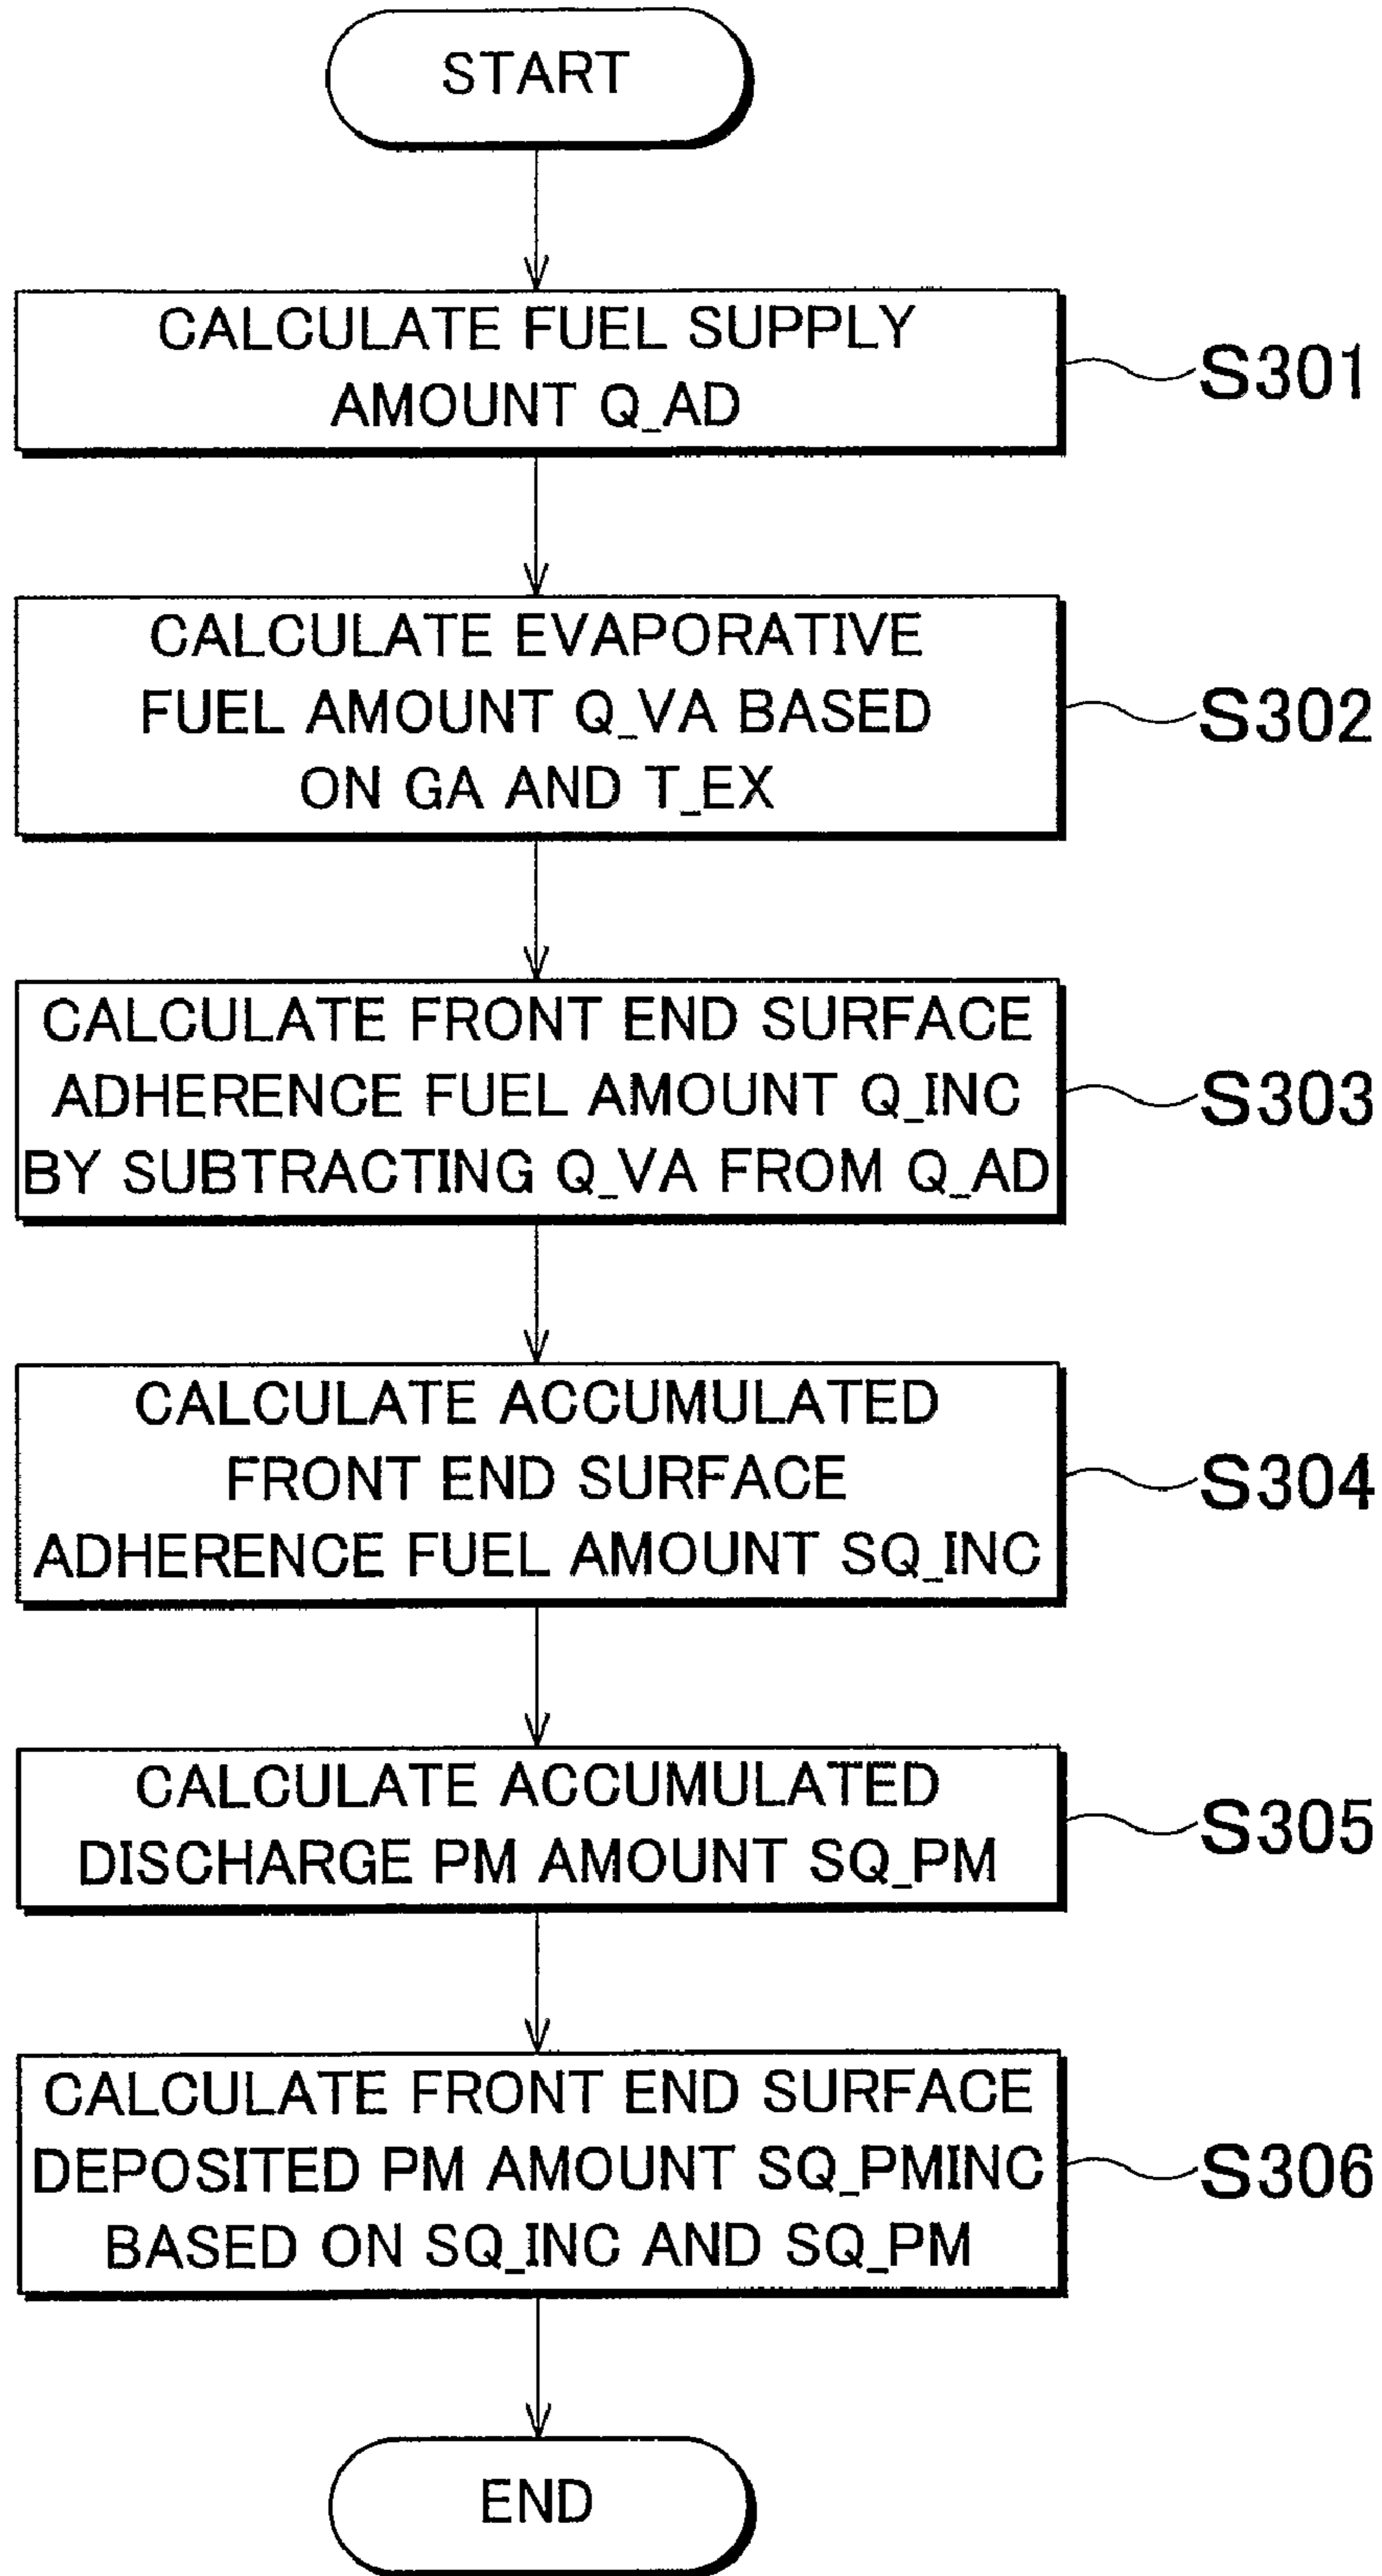 START
CALCULATE FUEL SUPPLY
AMOUNT Q_AD
S301
CALCULATE EVAPORATIVE
FUEL AMOUNT Q_VA BASED
ON GA AND T_EX
S302
CALCULATE FRONT END SURFACE
ADHERENCE FUEL AMOUNT Q_INC
BY SUBTRACTING Q_VA FROM Q_AD
S303
CALCULATE ACCUMULATED
FRONT END SURFACE
ADHERENCE FUEL AMOUNT SQ_INC
S304
CALCULATE ACCUMULATED
DISCHARGE PM AMOUNT SQ_PM
S305
CALCULATE FRONT END SURFACE
DEPOSITED PM AMOUNT SQ_PMINC
BASED ON SQ_INC AND SQ_PM
S306
END